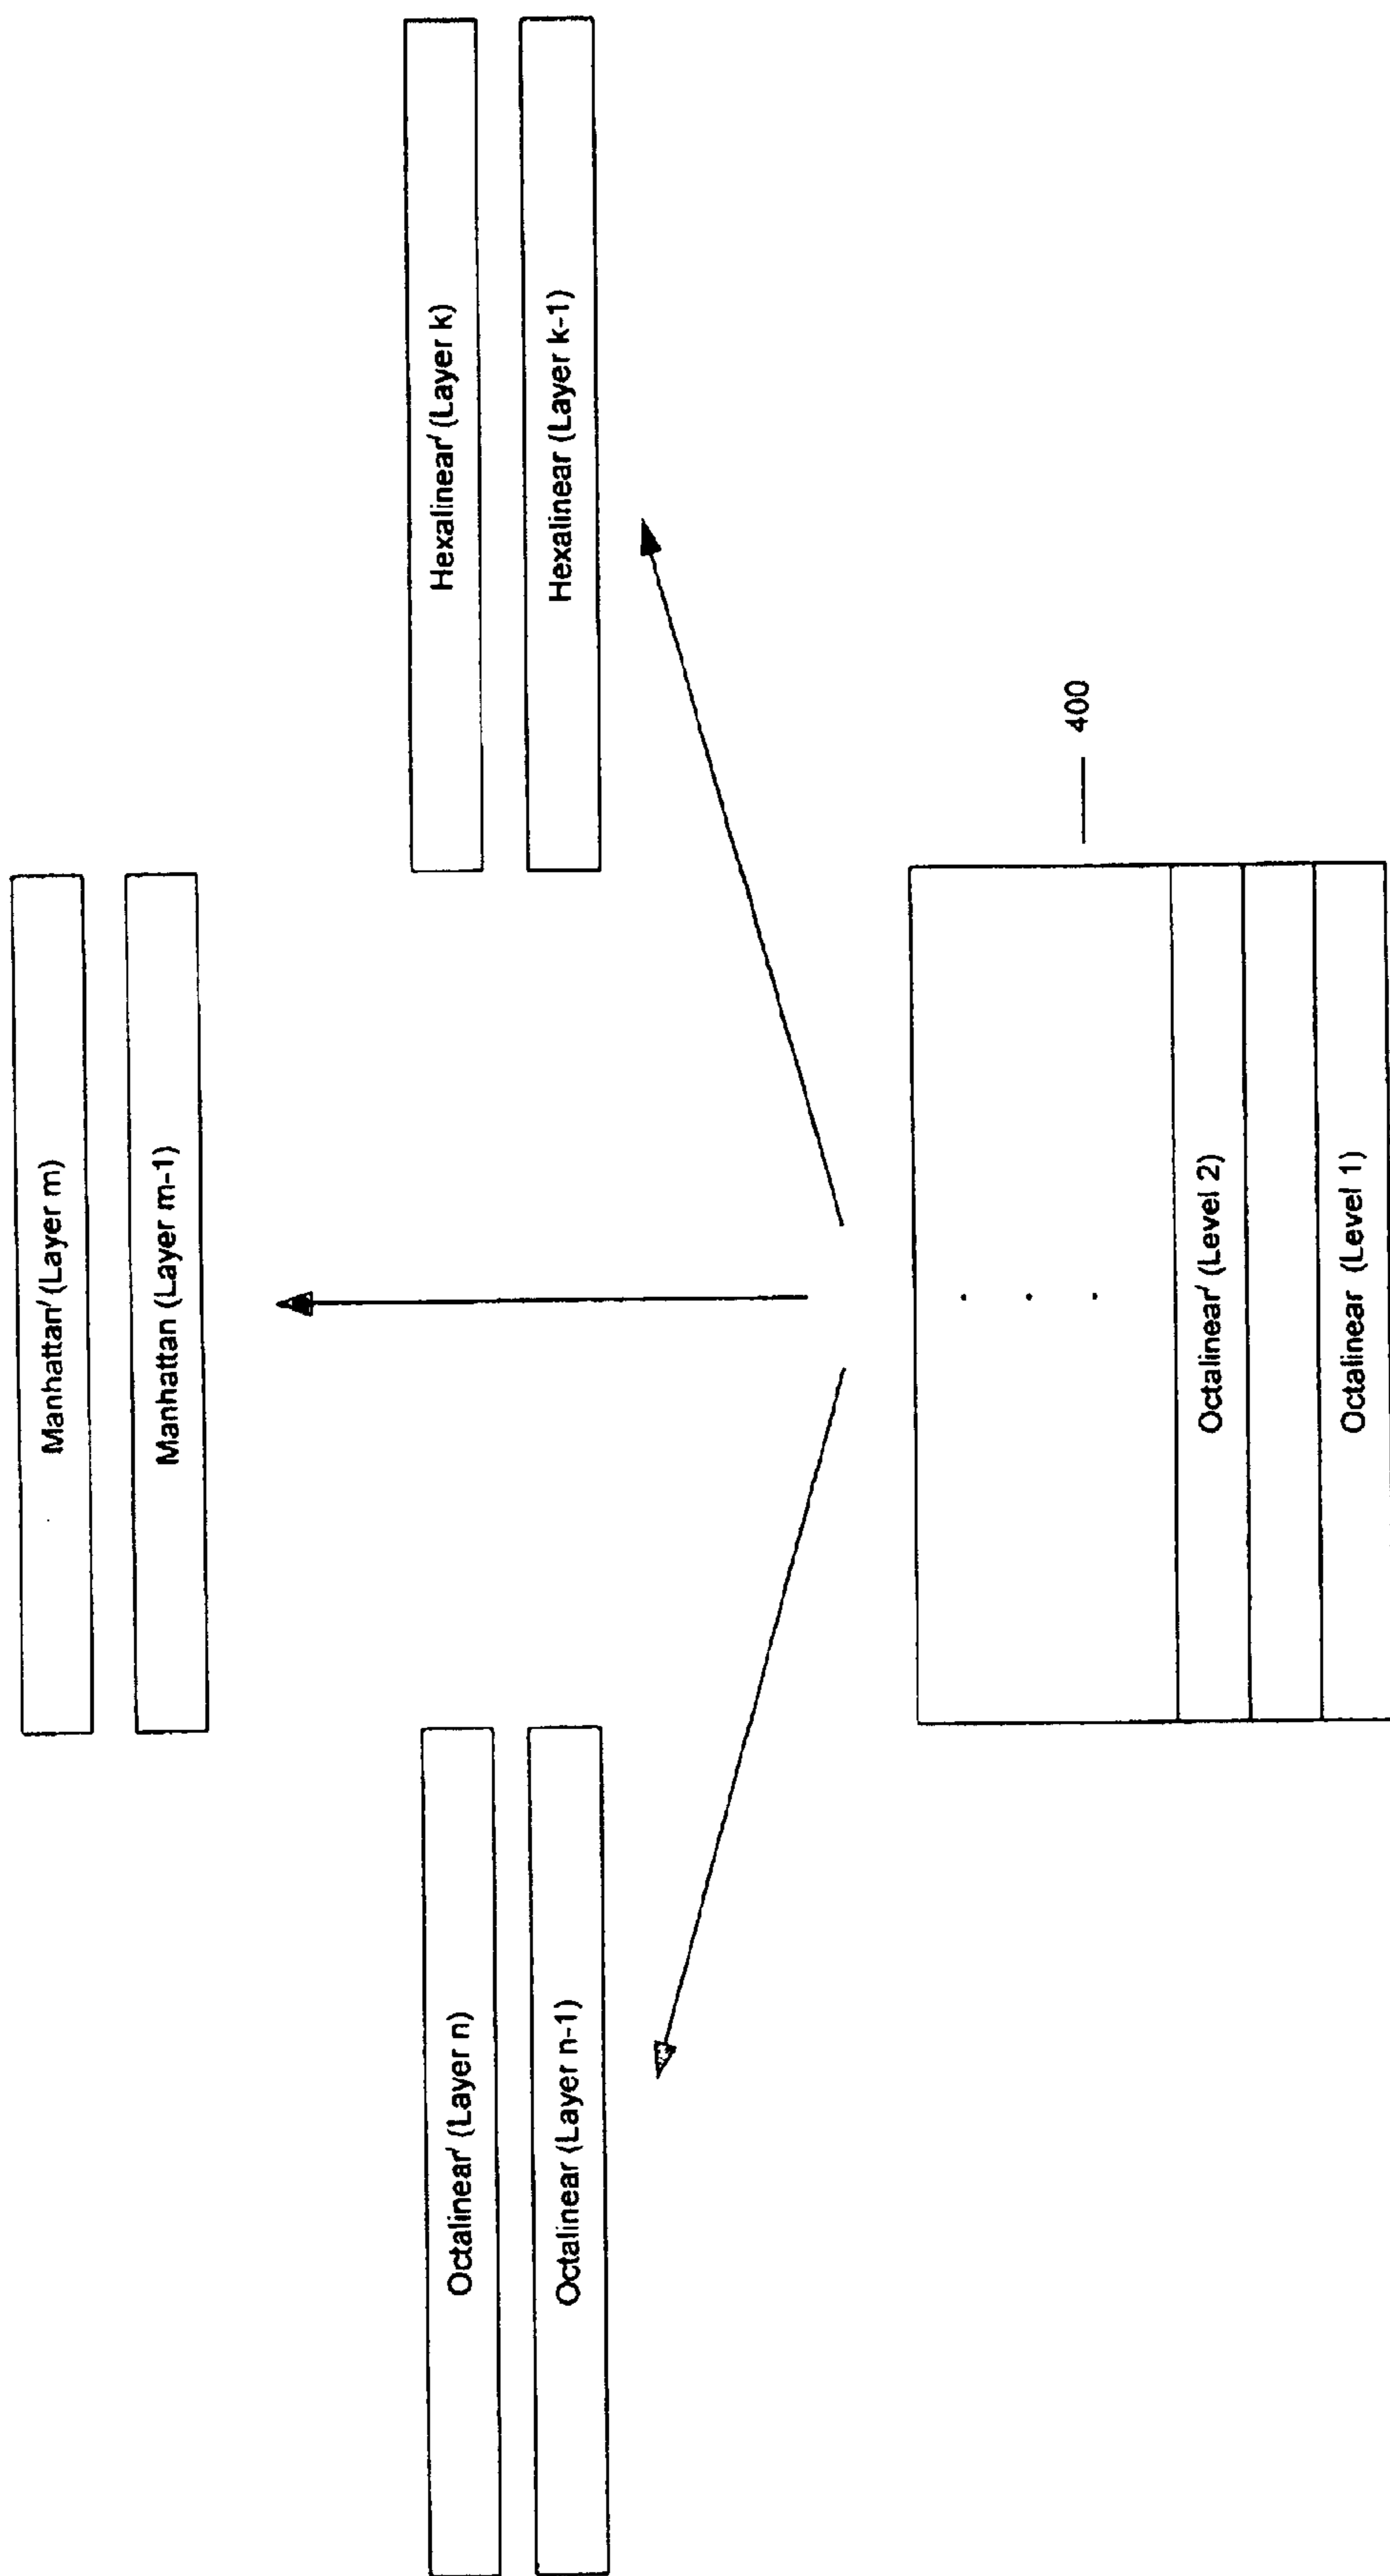 Manhattan′ (Layer m)
Manhattan (Layer m-1)
Octalinear′ (Layer n)
Octalinear (Layer n-1)
Hexalinear′ (Layer k)
Hexalinear (Layer k-1)
400
Octalinear′ (Level 2)
Octalinear (Level 1)